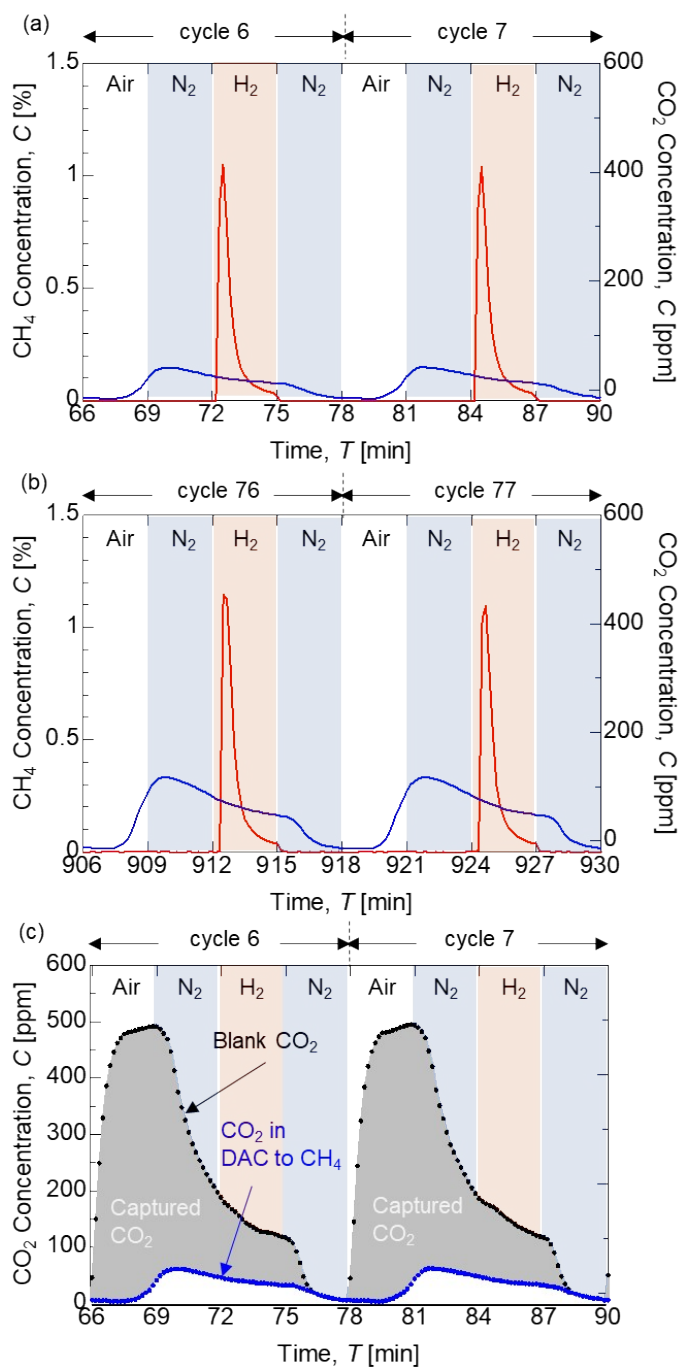 (a)
cycle 6 cycle 7
1.5 Air N₂ H₂ N₂ Air N₂ H₂ N₂ 600
1 400
0.5 200
0 0
CH₄ Concentration, C [%]
CO₂ Concentration, C [ppm]
66 69 72 75 78 81 84 87 90
Time, T [min]
(b)
cycle 76 cycle 77
1.5 Air N₂ H₂ N₂ Air N₂ H₂ N₂ 600
1 400
0.5 200
0 0
CH₄ Concentration, C [%]
CO₂ Concentration, C [ppm]
906 909 912 915 918 921 924 927 930
Time, T [min]
(c)
cycle 6 cycle 7
600
Air N₂ H₂ N₂ Air N₂ H₂ N₂
500
Blank CO₂
400
300
CO₂ in
DAC to CH₄
200
Captured
CO₂
Captured
CO₂
100
0
CO₂ Concentration, C [ppm]
66 69 72 75 78 81 84 87 90
Time, T [min]